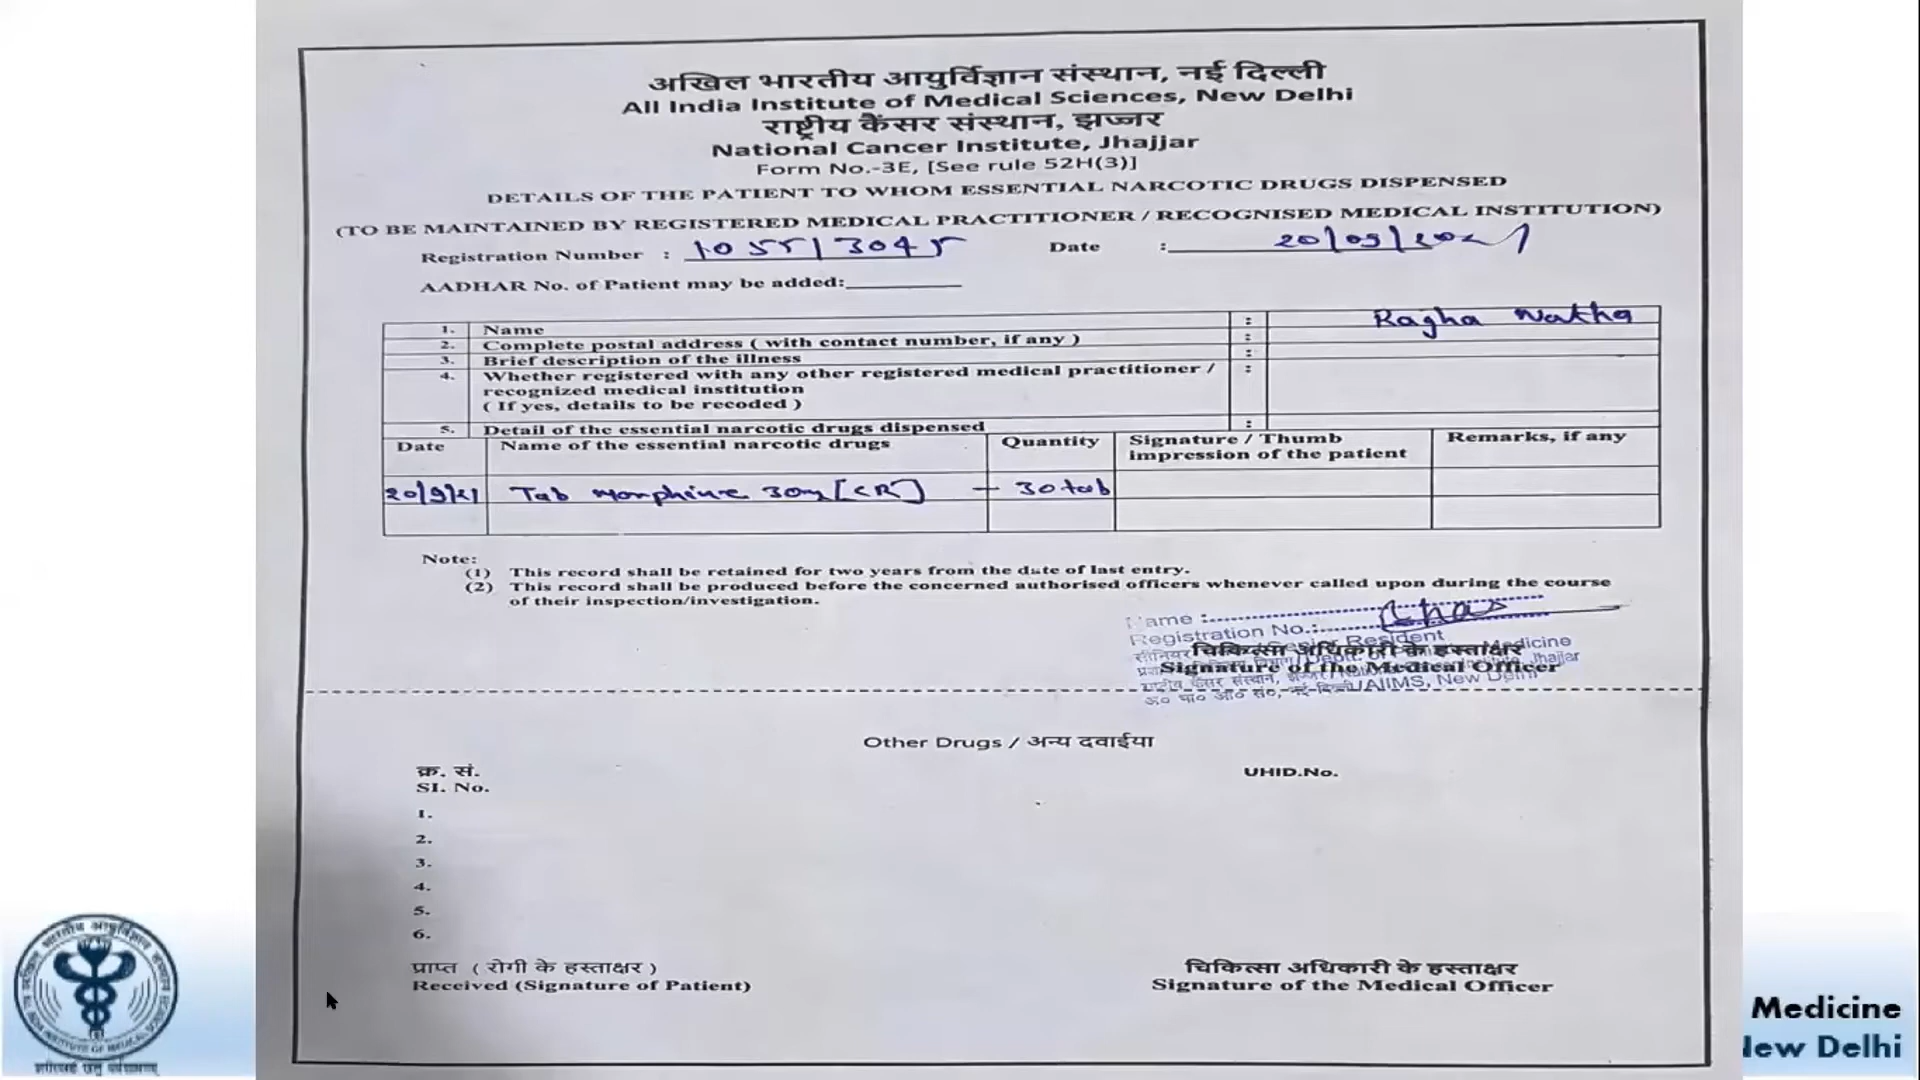 अखिल भारतीय आयुर्विज्ञान संस्थान, नई दिल्ली
All India Institute of Medical Sciences, New Delhi
राष्ट्रीय कैंसर संस्थान, झज्जर
National Cancer Institute, Jhajjar
Form No.-3E, [See rule 52H(3)]
DETAILS OF THE PATIENT TO WHOM ESSENTIAL NARCOTIC DRUGS DISPENSED
(TO BE MAINTAINED BY REGISTERED MEDICAL PRACTITIONER / RECOGNISED MEDICAL INSTITUTION)
Registration Number : 1055/3045 Date : 20/09/2021
AADHAR No. of Patient may be added:
1. Name : Ragha Natha
2. Complete postal address ( with contact number, if any ) :
3. Brief description of the illness :
4. Whether registered with any other registered medical practitioner / :
recognized medical institution
( If yes, details to be recoded )
5. Detail of the essential narcotic drugs dispensed :
Date Name of the essential narcotic drugs Quantity Signature / Thumb Remarks, if any
impression of the patient
20/9/21 Tab Morphine 30mg [CR] — 30 tab
Note:
(1) This record shall be retained for two years from the date of last entry.
(2) This record shall be produced before the concerned authorised officers whenever called upon during the course
of their inspection/investigation.
Name :
Registration No.:
Resident
चिकित्सा अधिकारी के हस्ताक्षर
Medicine
Signature of the Medical Officer
Jhajjar
AIIMS, New Delhi
Other Drugs / अन्य दवाईया
क्र. सं. UHID.No.
SI. No.
1.
2.
3.
4.
5.
6.
प्राप्त ( रोगी के हस्ताक्षर ) चिकित्सा अधिकारी के हस्ताक्षर
Received (Signature of Patient) Signature of the Medical Officer
Medicine
New Delhi